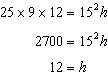 25 × 9 × 12 = 15²h
2700 = 15²h
12 = h